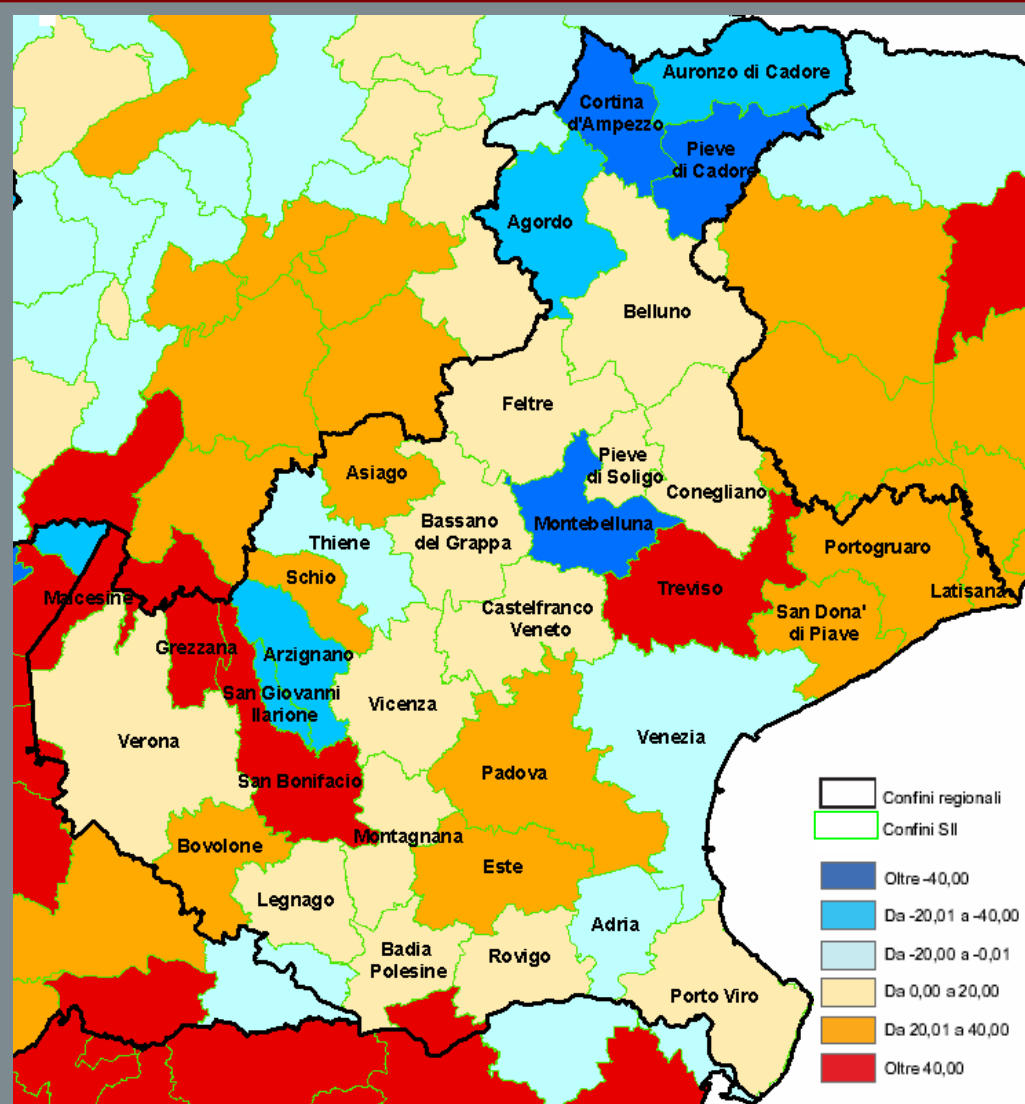 Auronzo di Cadore
Cortina
d'Ampezzo
Pieve
di Cadore
Agordo
Belluno
Feltre
Pieve
di Soligo
Asiago
Conegliano
Bassano
del Grappa
Montebelluna
Thiene
Portogruaro
Schio
Treviso
Latisana
Malcesine
Castelfranco
Veneto
San Dona'
di Piave
Grezzana
Arzignano
San Giovanni
Ilarione
Vicenza
Verona
Venezia
Padova
San Bonifacio
Montagnana
Bovolone
Este
Legnago
Adria
Badia
Polesine
Rovigo
Porto Viro
Confini regionali
Confini SII
Oltre -40,00
Da -20,01 a -40,00
Da -20,00 a -0,01
Da 0,00 a 20,00
Da 20,01 a 40,00
Oltre 40,00